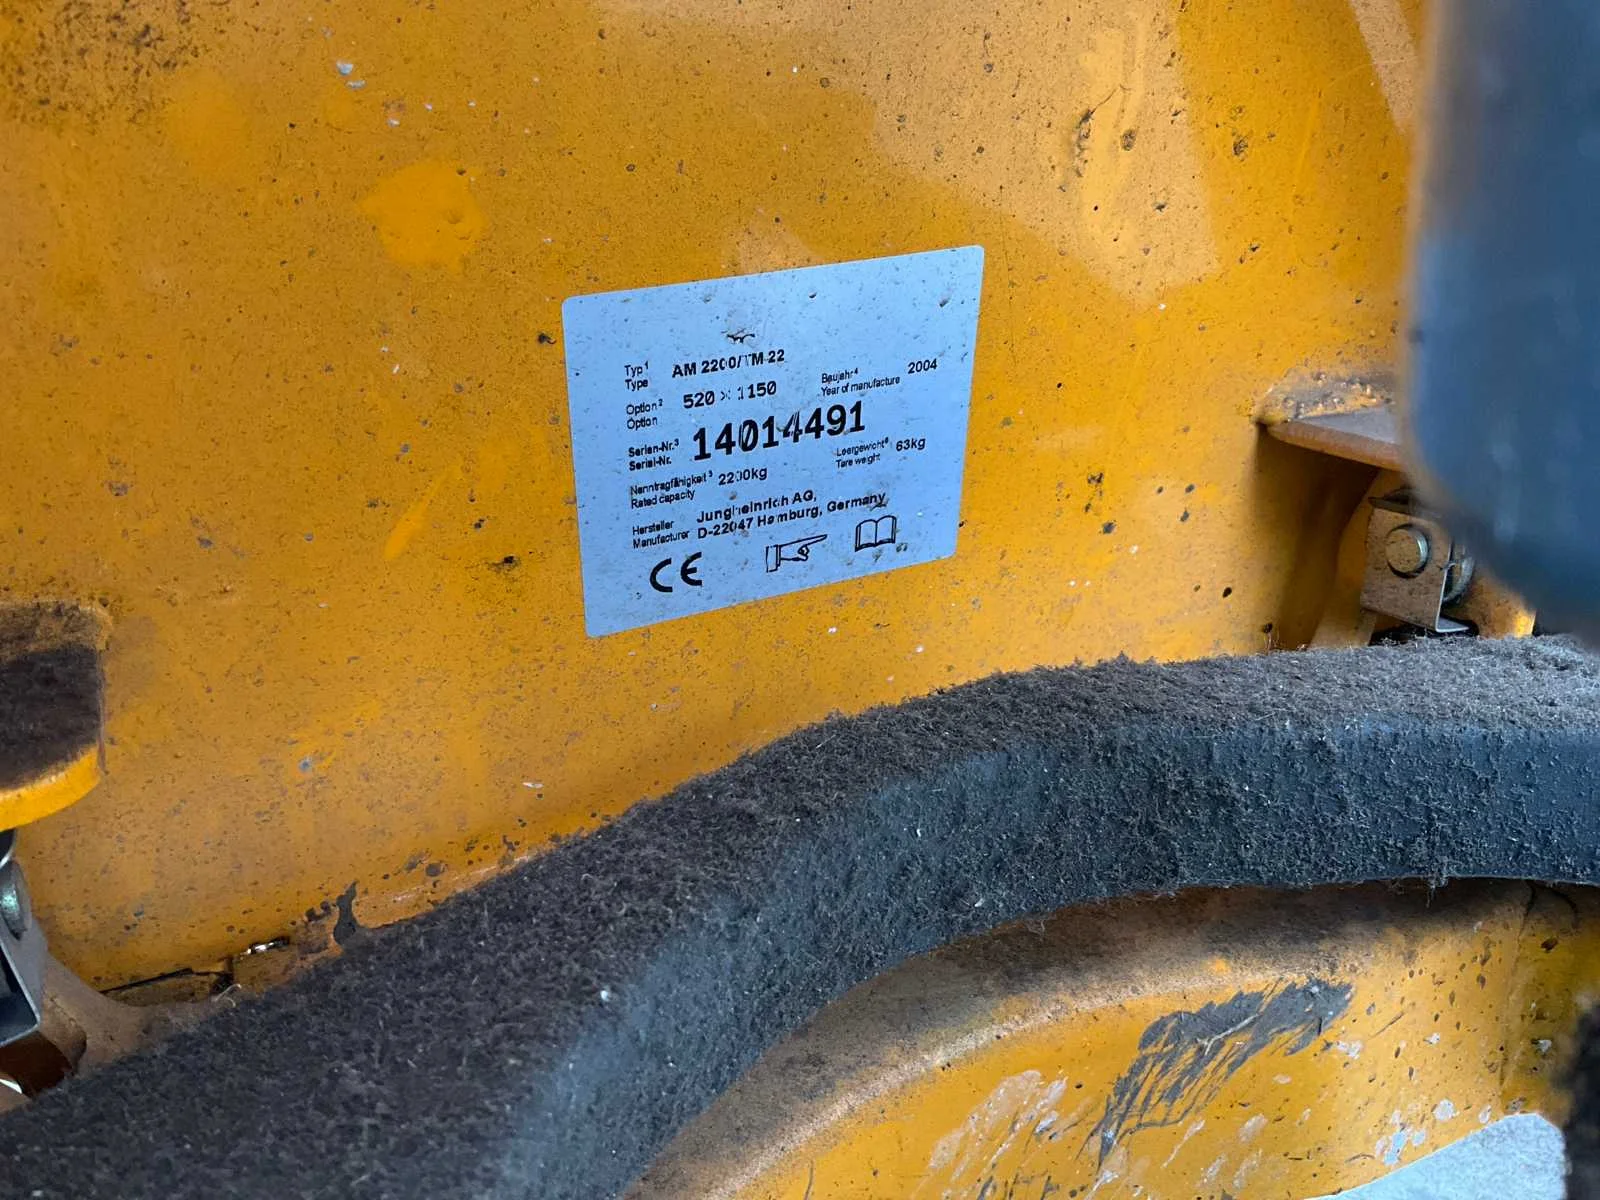 Typ¹ AM 2200/TM 22
Type
Baujahr⁴ 2004
Year of manufacture
Option² 520 x 1150
Option
Serien-Nr.³ 14014491
Serial-Nr.
Nenntragfähigkeit⁵ 2200kg
Rated capacity
Leergewicht⁶ 63kg
Tare weight
Hersteller Jungheinrich AG,
Manufacturer D-22047 Hamburg, Germany
CE